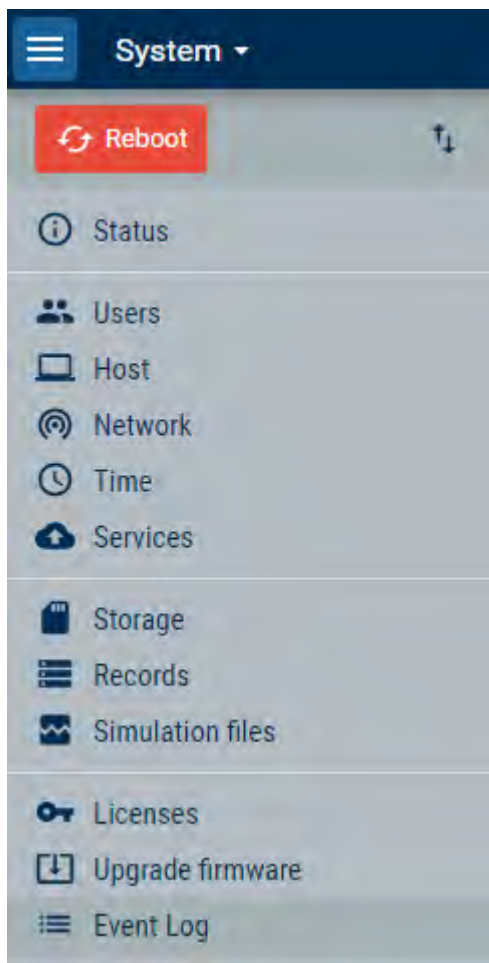 System
Reboot
Status
Users
Host
Network
Time
Services
Storage
Records
Simulation files
Licenses
Upgrade firmware
Event Log